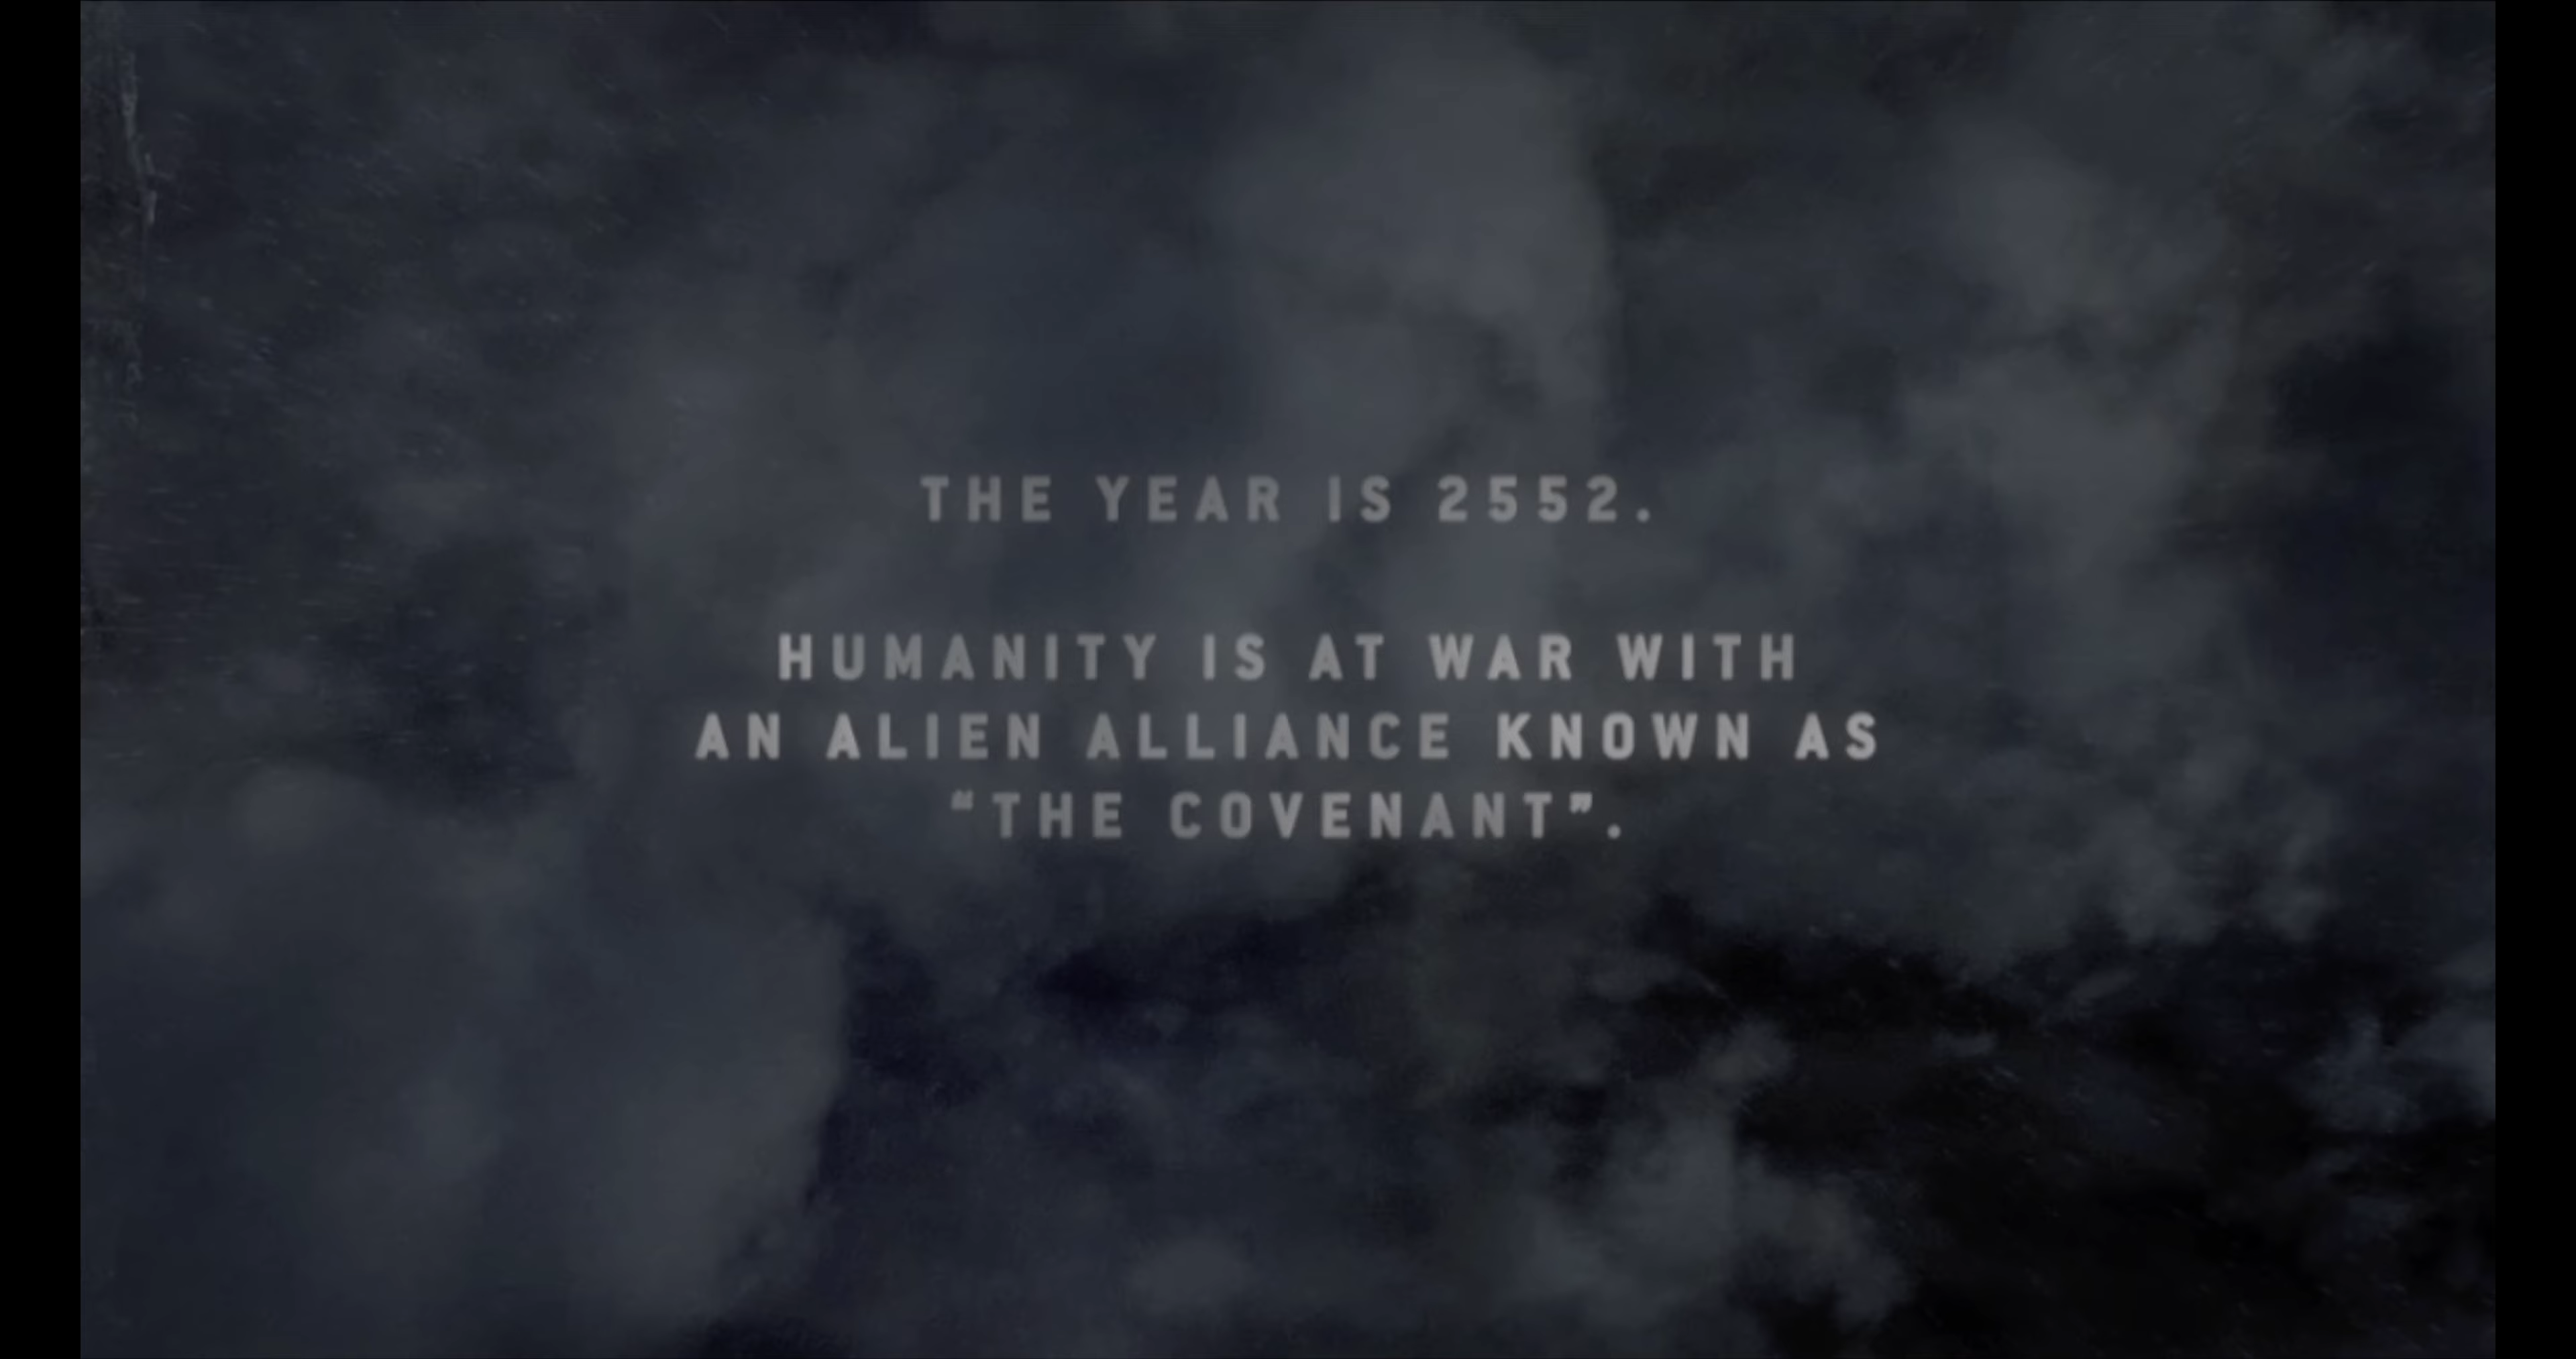 THE YEAR IS 2552.
HUMANITY IS AT WAR WITH
AN ALIEN ALLIANCE KNOWN AS
“THE COVENANT”.